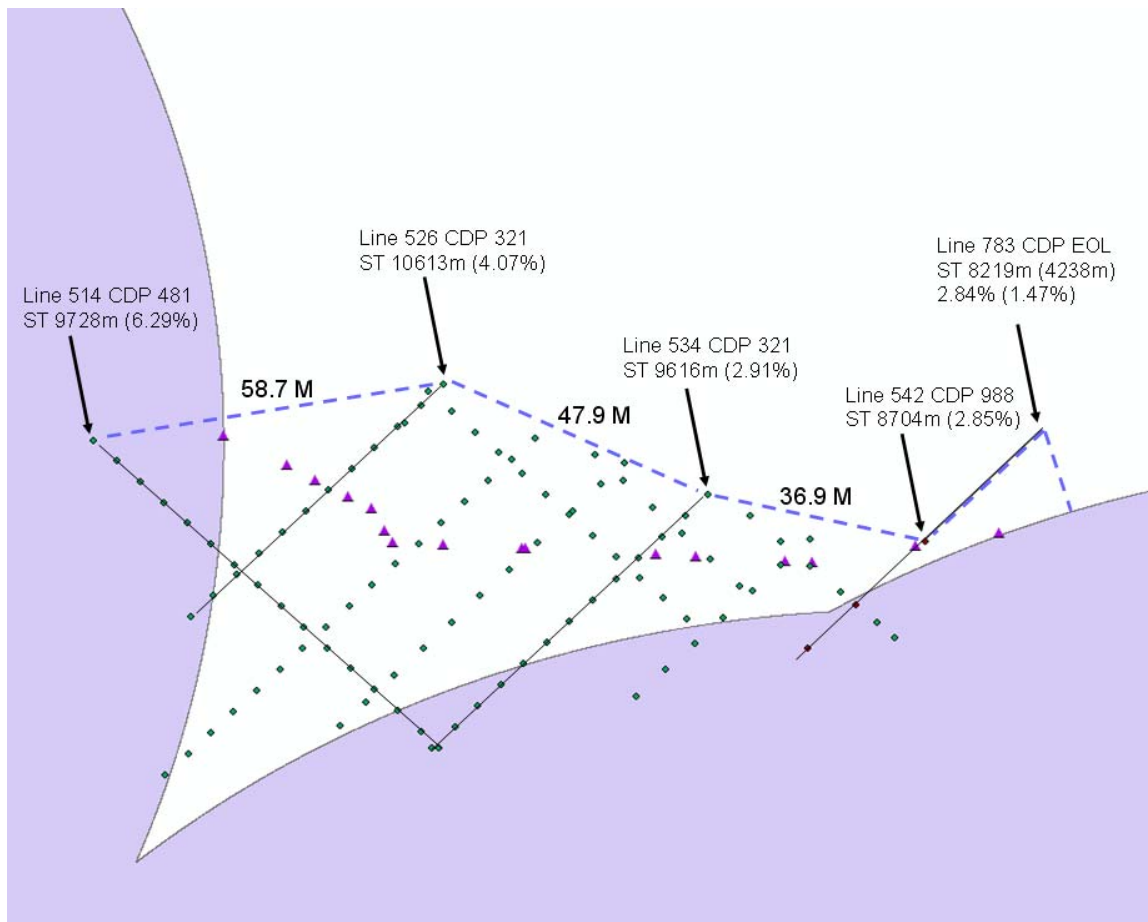 Line 526 CDP 321
ST 10613m (4.07%)
Line 783 CDP EOL
ST 8219m (4238m)
2.84% (1.47%)
Line 514 CDP 481
ST 9728m (6.29%)
Line 534 CDP 321
ST 9616m (2.91%)
58.7 M
Line 542 CDP 988
ST 8704m (2.85%)
47.9 M
36.9 M